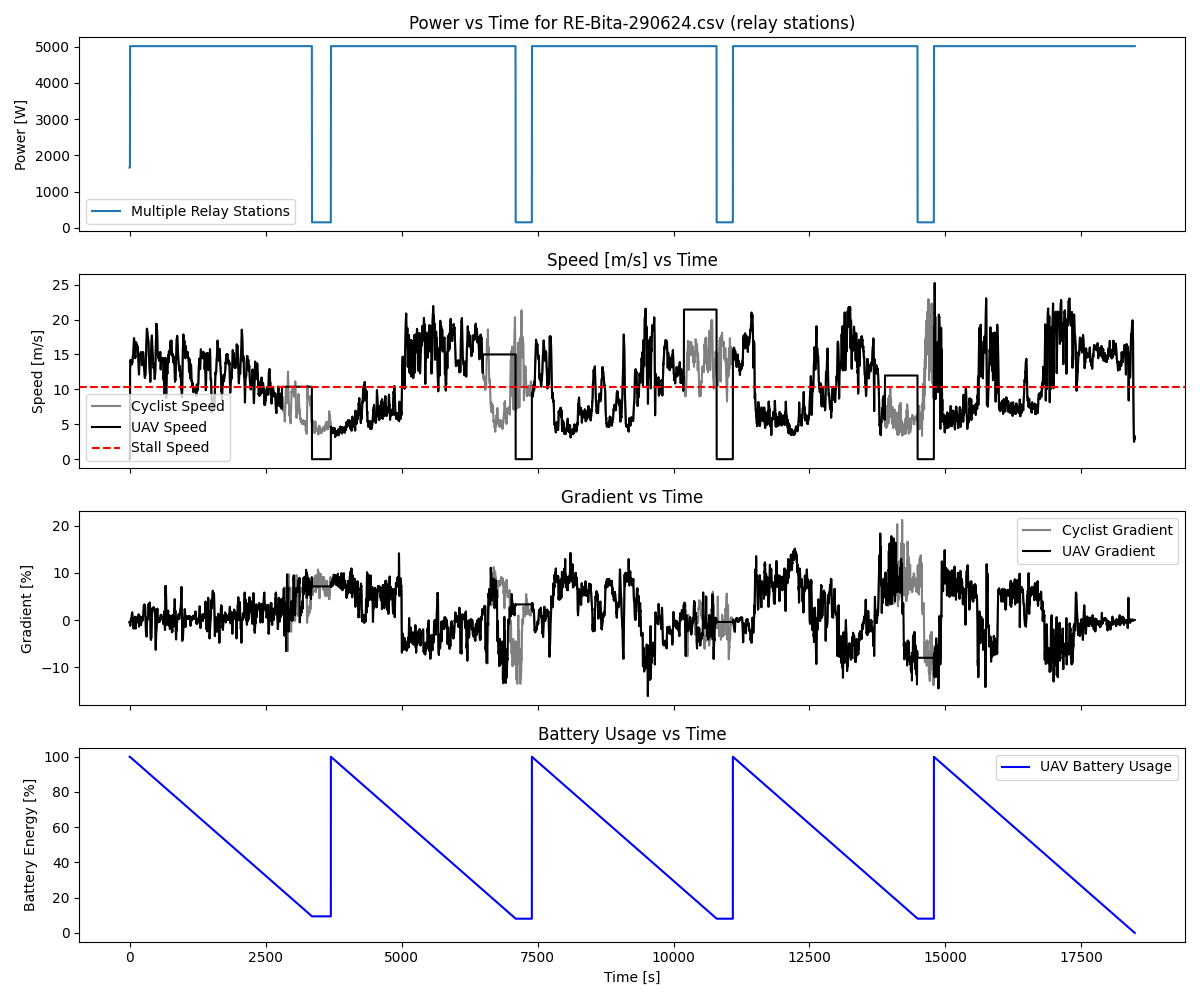 Power vs Time for RE-Bita-290624.csv (relay stations)
Power [W]
5000
4000
3000
2000
1000
0
Multiple Relay Stations
Speed [m/s] vs Time
Speed [m/s]
25
20
15
10
5
0
Cyclist Speed
UAV Speed
Stall Speed
Gradient vs Time
Gradient [%]
20
10
0
−10
Cyclist Gradient
UAV Gradient
Battery Usage vs Time
Battery Energy [%]
100
80
60
40
20
0
UAV Battery Usage
0 2500 5000 7500 10000 12500 15000 17500
Time [s]